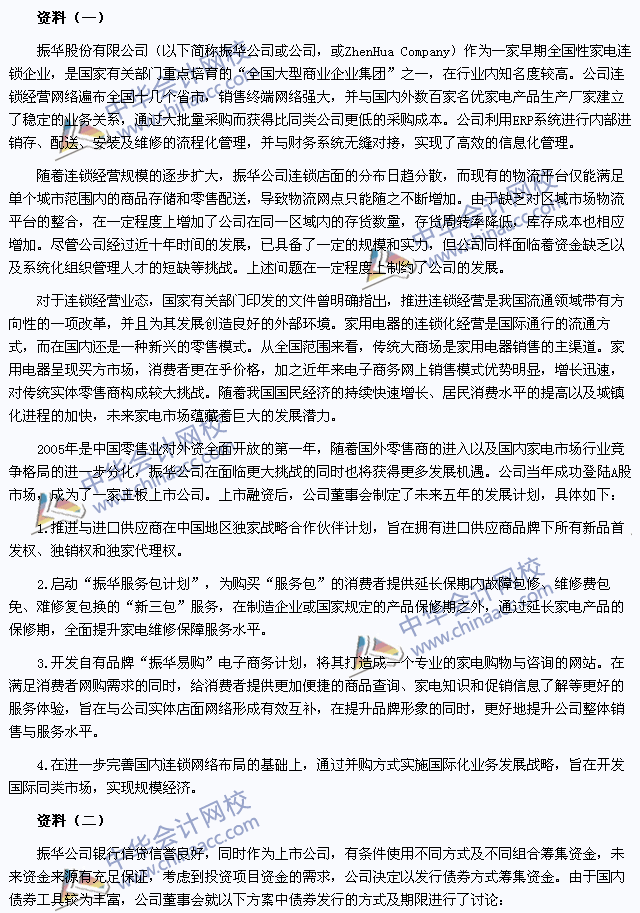 资料（一）
振华股份有限公司（以下简称振华公司或公司，或ZhenHua Company）作为一家早期全国性家电连
锁企业，是国家有关部门重点培育的“全国大型商业企业集团”之一，在行业内知名度较高。公司连
锁经营网络遍布全国十几个省市，销售终端网络强大，并与国内外数百家名优家电产品生产厂家建立
了稳定的业务关系，通过大批量采购而获得比同类公司更低的采购成本。公司利用ERP系统进行内部进
销存、配送、安装及维修的流程化管理，并与财务系统无缝对接，实现了高效的信息化管理。
随着连锁经营规模的逐步扩大，振华公司连锁店面的分布日趋分散，而现有的物流平台仅能满足
单个城市范围内的商品存储和零售配送，导致物流网点只能随之不断增加。由于缺乏对区域市场物流
平台的整合，在一定程度上增加了公司在同一区域内的存货数量，存货周转率降低，库存成本也相应
增加。尽管公司经过近十年时间的发展，已具备了一定的规模和实力，但公司同样面临着资金缺乏以
及系统化组织管理人才的短缺等挑战。上述问题在一定程度上制约了公司的发展。
对于连锁经营业态，国家有关部门印发的文件曾明确指出，推进连锁经营是我国流通领域带有方
向性的一项改革，并且为其发展创造良好的外部环境。家用电器的连锁化经营是国际通行的流通方
式，而在国内还是一种新兴的零售模式。从全国范围来看，传统大商场是家用电器销售的主渠道。家
用电器呈现买方市场，消费者更在乎价格，加之近年来电子商务网上销售模式优势明显，增长迅速，
对传统实体零售商构成较大挑战。随着我国国民经济的持续快速增长、居民消费水平的提高以及城镇
化进程的加快，未来家电市场蕴藏着巨大的发展潜力。
2005年是中国零售业对外资全面开放的第一年，随着国外零售商的进入以及国内家电市场行业竞
争格局的进一步分化，振华公司在面临更大挑战的同时也将获得更多发展机遇。公司当年成功登陆A股
市场，成为了一家主板上市公司。上市融资后，公司董事会制定了未来五年的发展计划，具体如下：
1.推进与进口供应商在中国地区独家战略合作伙伴计划，旨在拥有进口供应商品牌下所有新品首
发权、独销权和独家代理权。
2.启动“振华服务包计划”，为购买“服务包”的消费者提供延长保期内故障包修、维修费包
免、难修复包换的“新三包”服务，在制造企业或国家规定的产品保修期之外，通过延长家电产品的
保修期，全面提升家电维修保障服务水平。
3.开发自有品牌“振华易购”电子商务计划，将其打造成一个专业的家电购物与咨询的网站。在
满足消费者网购需求的同时，给消费者提供更加便捷的商品查询、家电知识和促销信息了解等更好的
服务体验，旨在与公司实体店面网络形成有效互补，在提升品牌形象的同时，更好地提升公司整体销
售与服务水平。
4.在进一步完善国内连锁网络布局的基础上，通过并购方式实施国际化业务发展战略，旨在开发
国际同类市场，实现规模经济。
资料（二）
振华公司银行信贷信誉良好，同时作为上市公司，有条件使用不同方式及不同组合筹集资金，未
来资金来源有充足保证，考虑到投资项目资金的需求，公司决定以发行债券方式筹集资金。由于国内
债券工具较为丰富，公司董事会就以下方案中债券发行的方式及期限进行了讨论：
中华会计网校
www.chinaacc.com
中华会计网校
www.chinaacc.com
中华会计网校
www.chinaacc.com
中华会计网校
www.chinaacc.com
中华会计网校
www.chinaacc.com